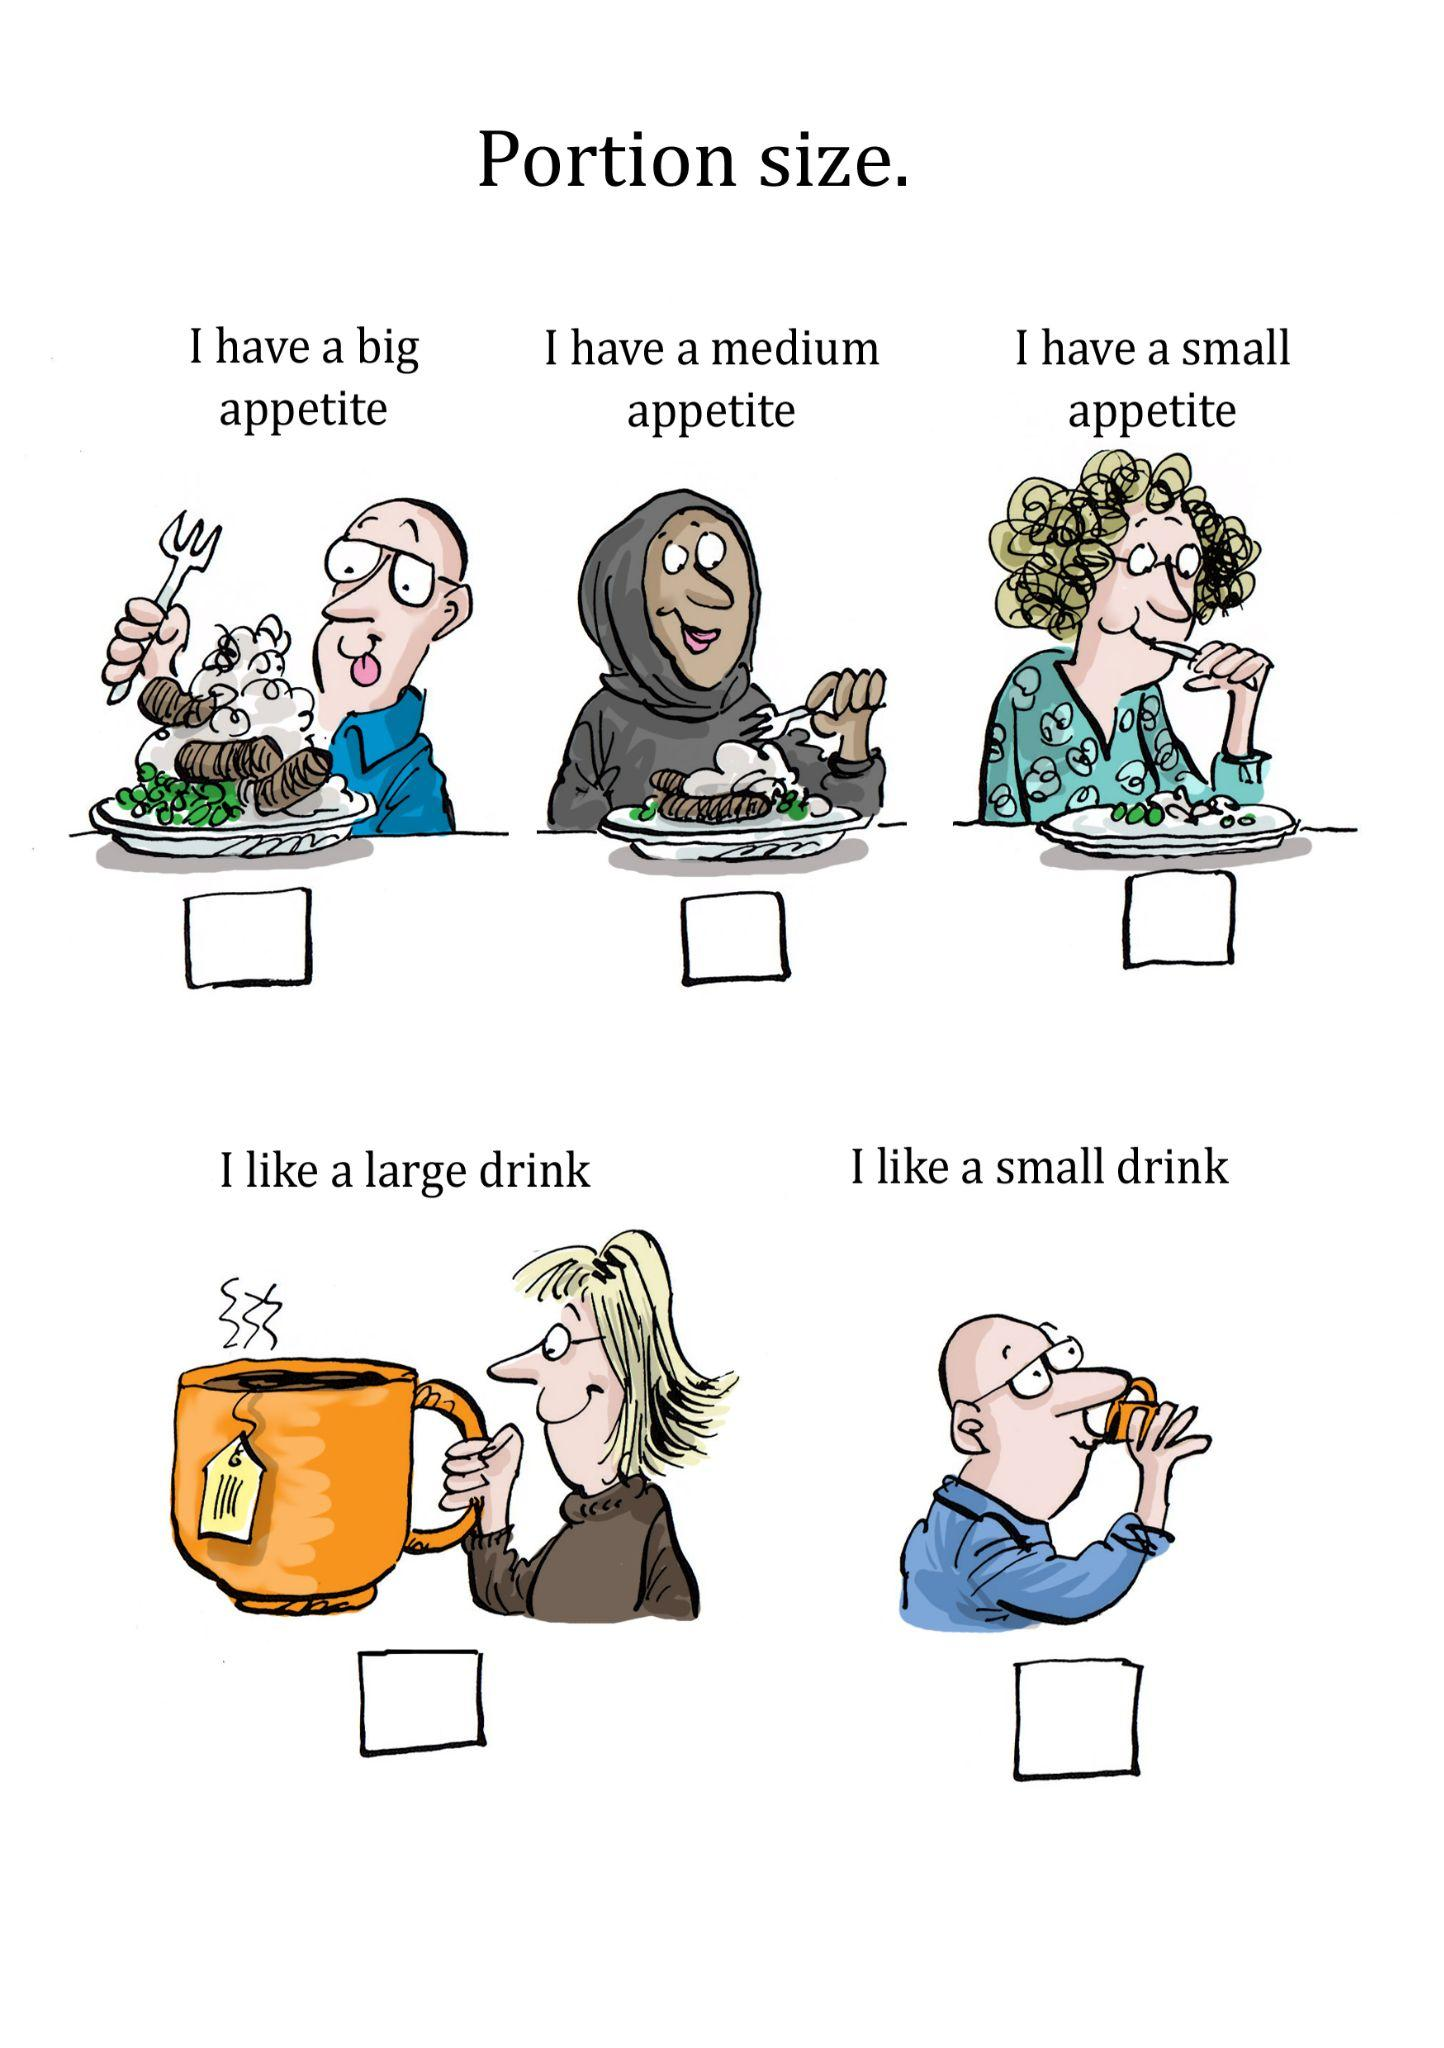 Portion size.
I have a big
appetite
I have a medium
appetite
I have a small
appetite
I like a large drink
I like a small drink